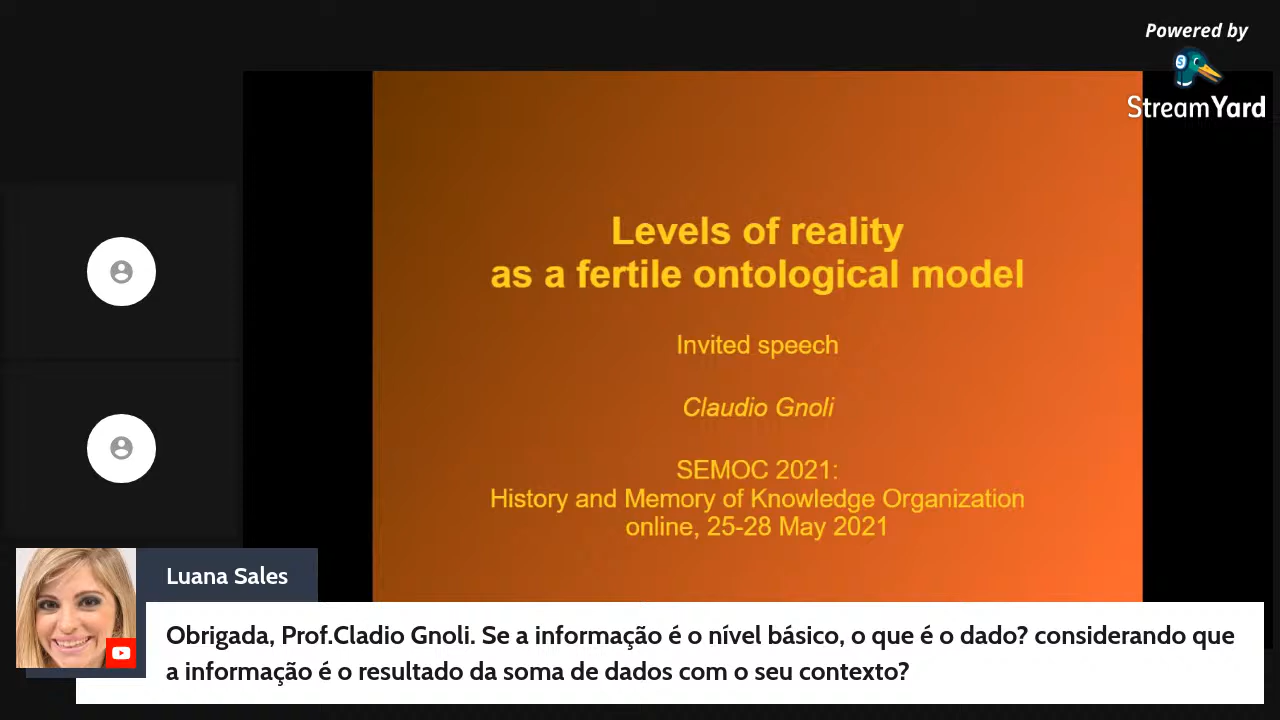 Powered by
StreamYard
Levels of reality
as a fertile ontological model
Invited speech
Claudio Gnoli
SEMOC 2021:
History and Memory of Knowledge Organization
online, 25-28 May 2021
Luana Sales
Obrigada, Prof.Cladio Gnoli. Se a informação é o nível básico, o que é o dado? considerando que
a informação é o resultado da soma de dados com o seu contexto?